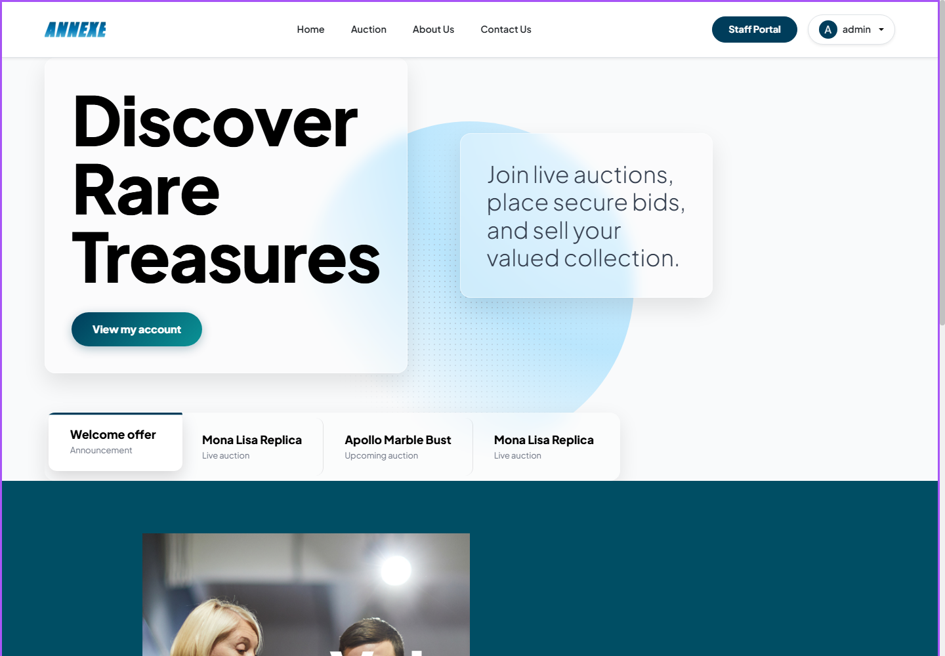 ANNEXE
Home
Auction
About Us
Contact Us
Staff Portal
A
admin
Discover
Rare
Treasures
View my account
Join live auctions,
place secure bids,
and sell your
valued collection.
Welcome offer
Announcement
Mona Lisa Replica
Live auction
Apollo Marble Bust
Upcoming auction
Mona Lisa Replica
Live auction